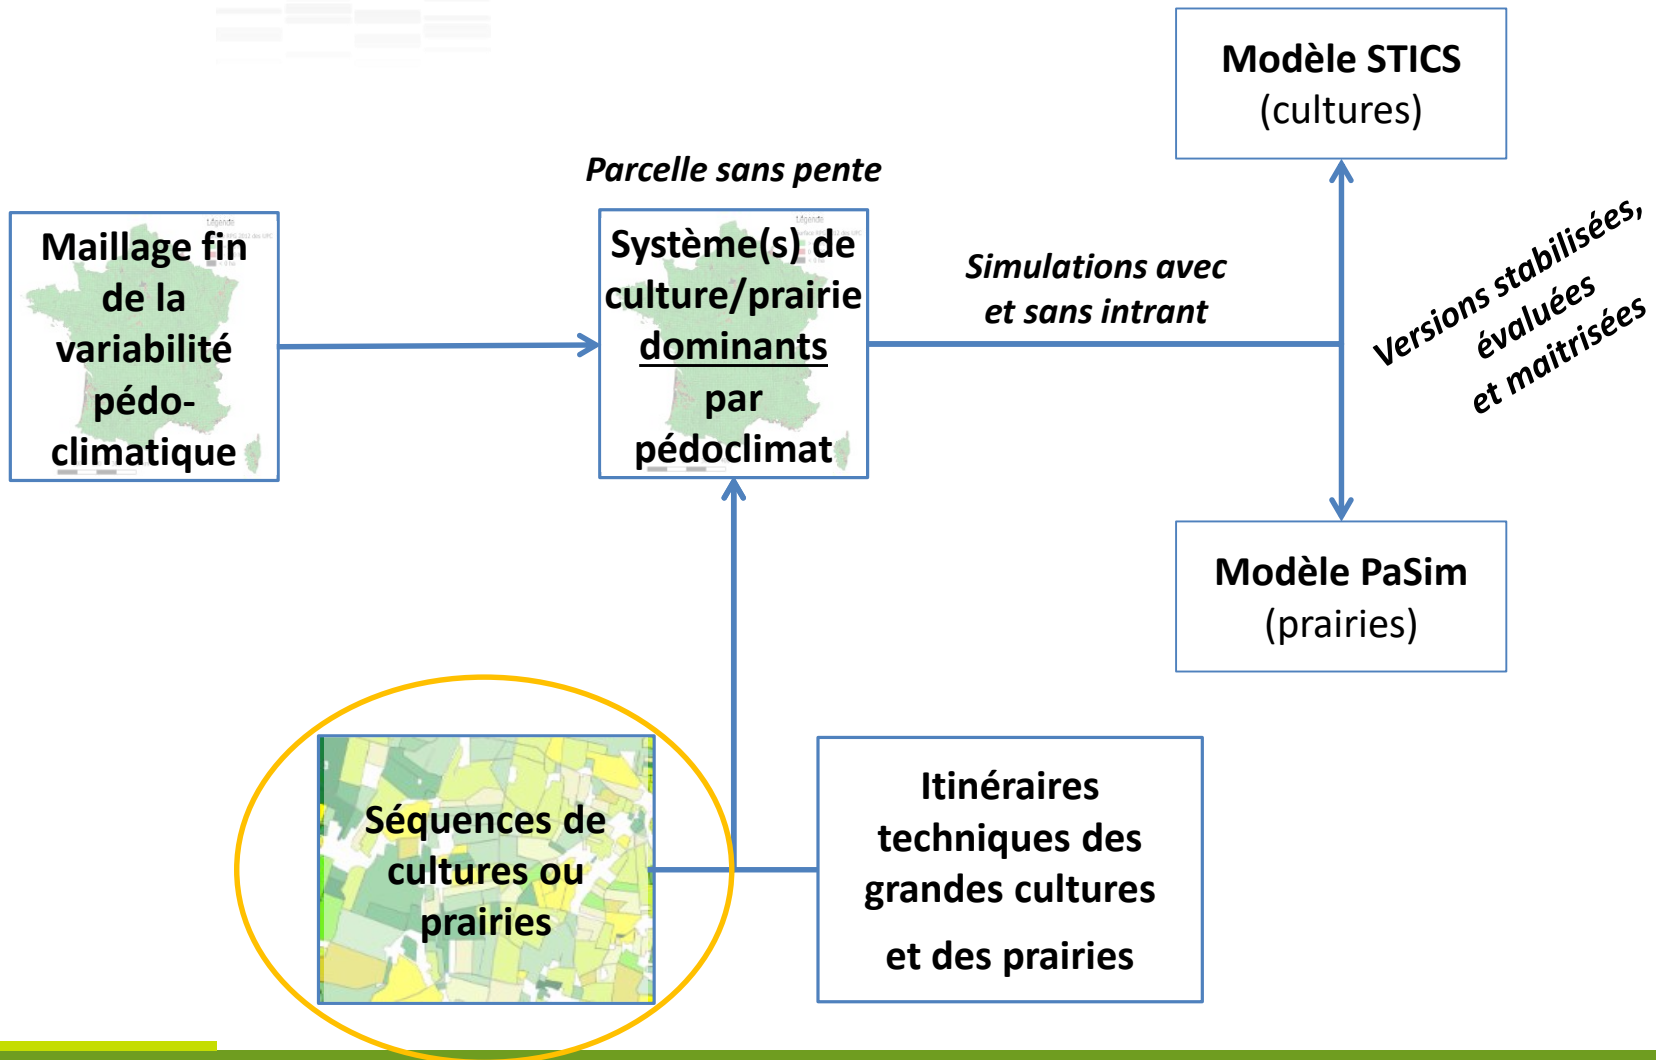 Modèle STICS
(cultures)
Parcelle sans pente
Légende
Maillage fin
de la
variabilité
pédo-
climatique
Légende
Système(s) de
culture/prairie
dominants
par
pédoclimat
Simulations avec
et sans intrant
Versions stabilisées,
évaluées
et maitrisées
Modèle PaSim
(prairies)
Séquences de
cultures ou
prairies
Itinéraires
techniques des
grandes cultures
et des prairies